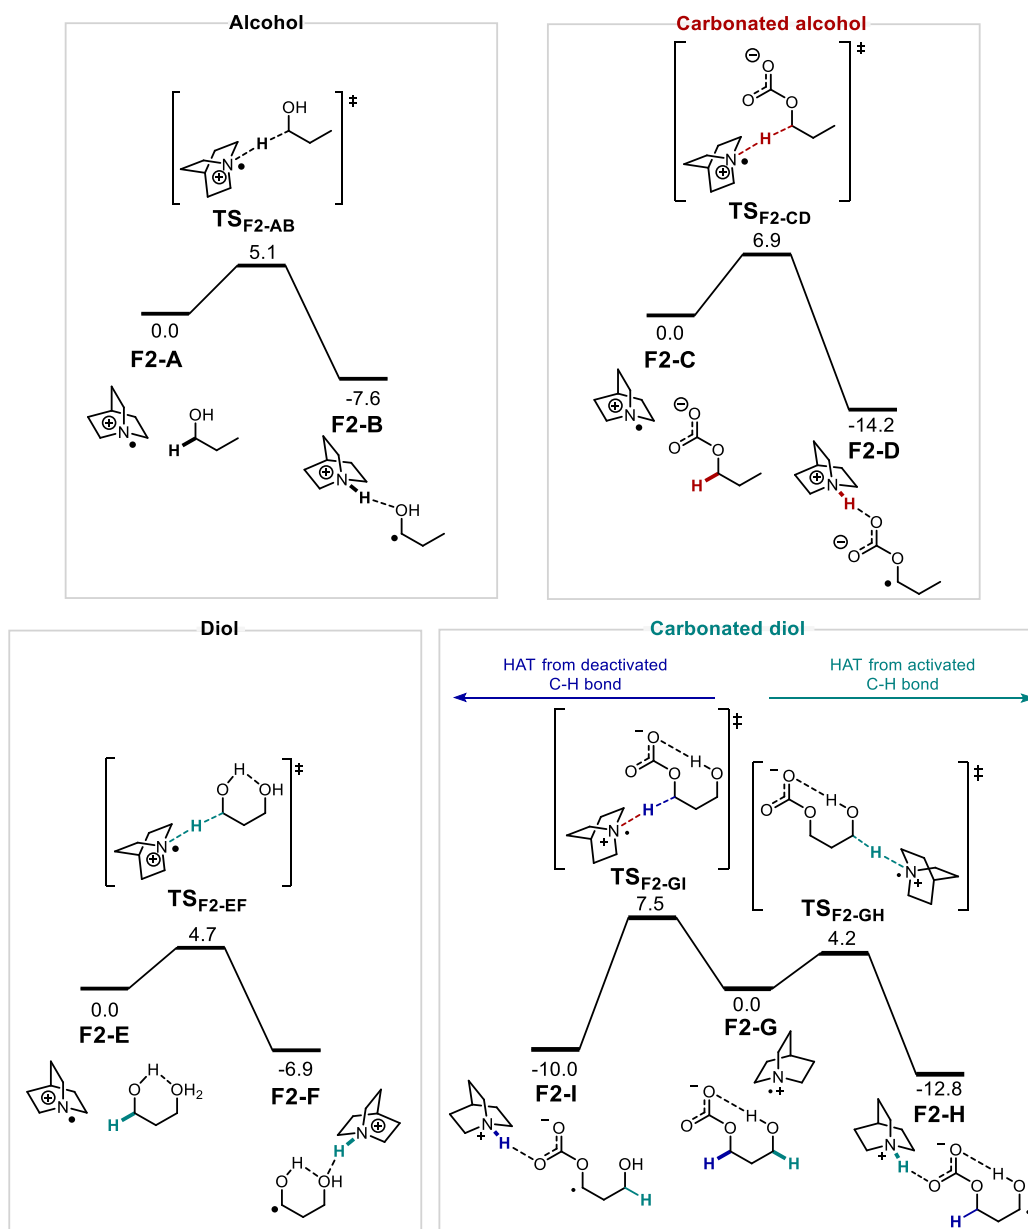 Alcohol
OH
H
N
‡
TSF2-AB
5.1
0.0
F2-A
-7.6
F2-B
N
OH
H
N
H
OH
Carbonated alcohol
O
O
O
H
N
‡
TSF2-CD
6.9
0.0
F2-C
-14.2
F2-D
N
O
O
O
H
N
H
O
O
O
Diol
H
O
OH
H
N
‡
TSF2-EF
4.7
0.0
F2-E
-6.9
F2-F
N
H
O
OH2
H
N
H
H
O
OH
Carbonated diol
HAT from deactivated
C-H bond
HAT from activated
C-H bond
O
O
O
H
O
H
N
‡
TSF2-GI
7.5
O
O
O
H
O
H
N
‡
TSF2-GH
4.2
0.0
F2-G
-10.0
F2-I
-12.8
F2-H
N
O
O
O
H
O
H
H
N
H
O
O
O
OH
H
N
H
O
O
O
H
O
H